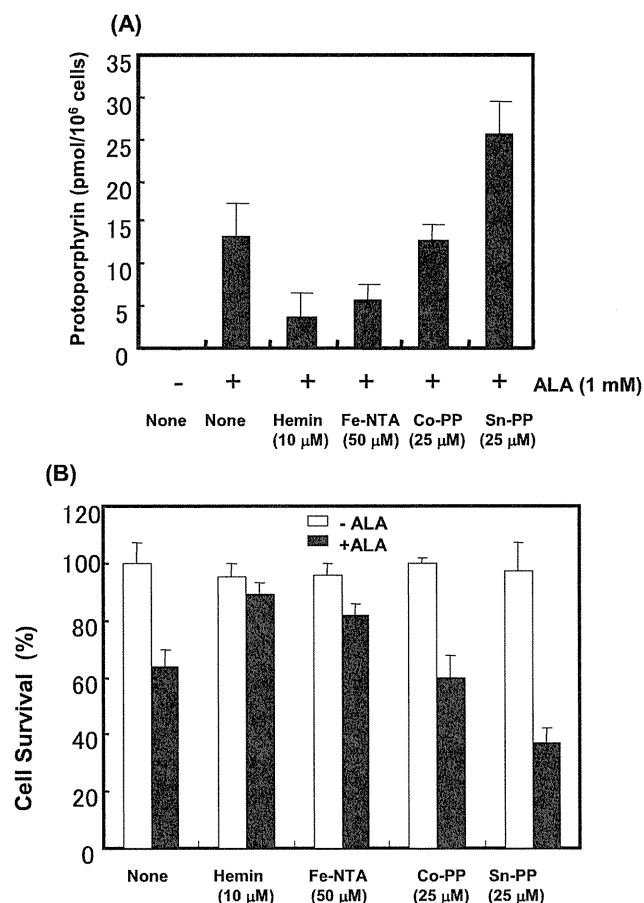 (A)
Protoporphyrin (pmol/10⁶ cells)
35
30
25
20
15
10
5
0
- + + + + + ALA (1 mM)
None None Hemin Fe-NTA Co-PP Sn-PP
(10 μM) (50 μM) (25 μM) (25 μM)
(B)
Cell Survival (%)
120
100
80
60
40
20
0
- ALA
+ALA
None Hemin Fe-NTA Co-PP Sn-PP
(10 μM) (50 μM) (25 μM) (25 μM)